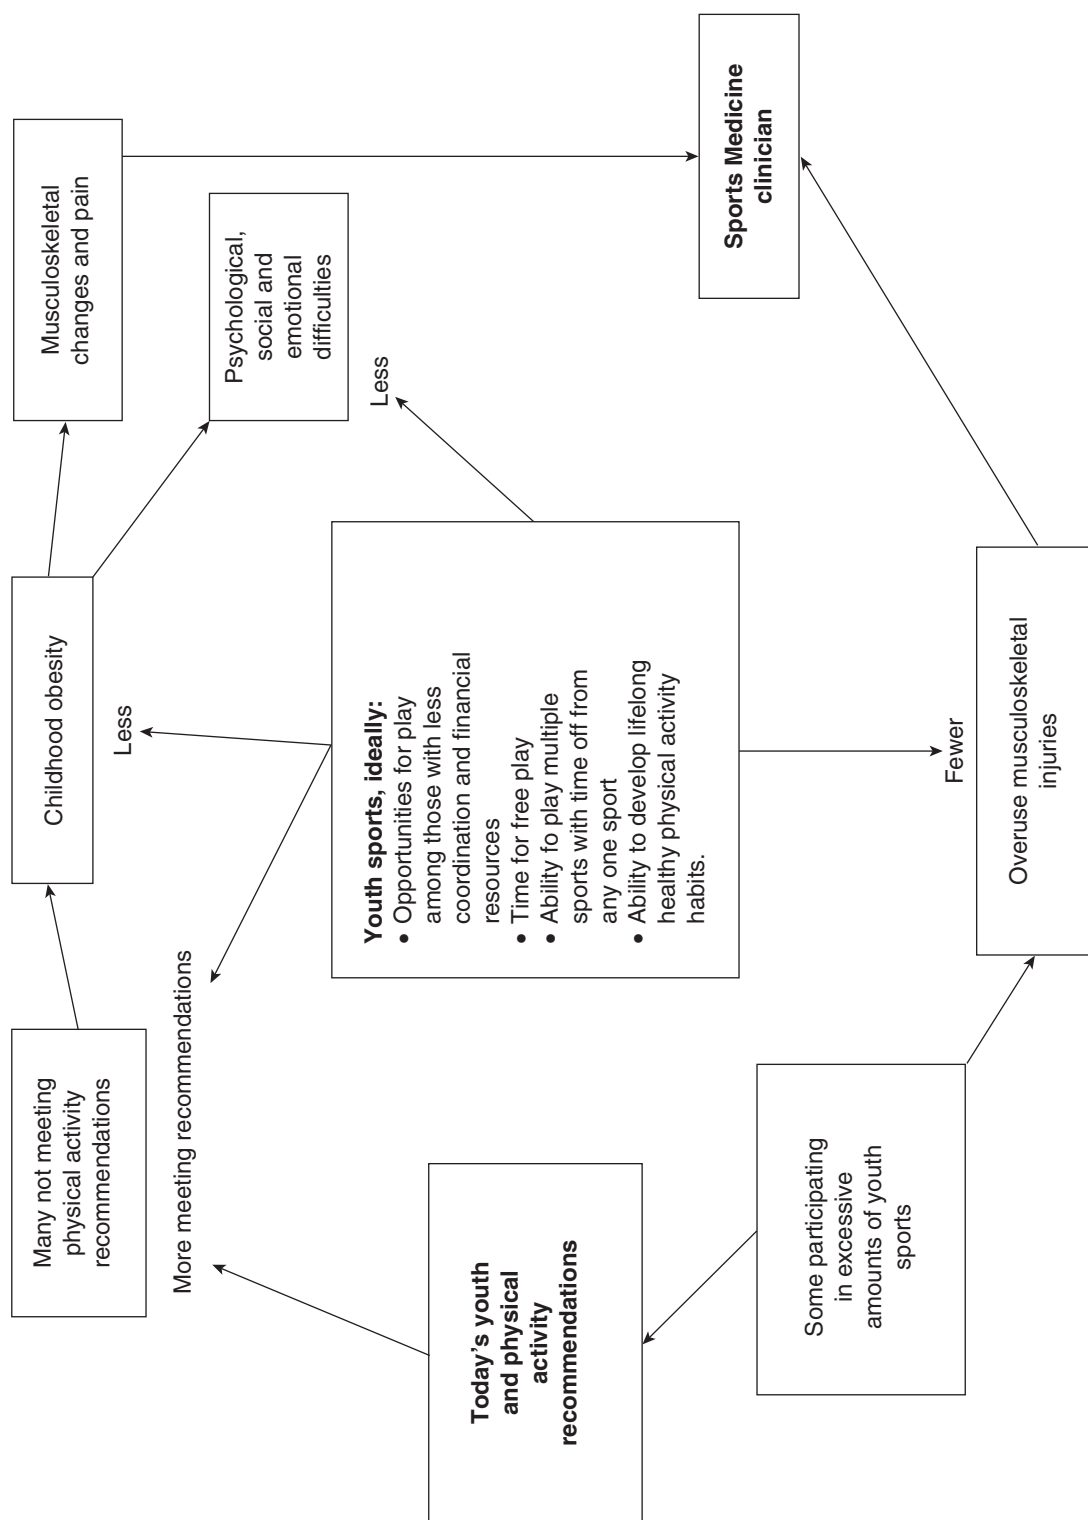 Many not meeting
physical activity
recommendations
More meeting recommendations
Today's youth
and physical
activity
recommendations
Some participating
in excessive
amounts of youth
sports
Childhood obesity
Less
Youth sports, ideally:
• Opportunities for play
among those with less
coordination and financial
resources
• Time for free play
• Ability fo play multiple
sports with time off from
any one sport
• Ability to develop lifelong
healthy physical activity
habits.
Fewer
Overuse musculoskeletal
injuries
Musculoskeletal
changes and pain
Psychological,
social and
emotional
difficulties
Less
Sports Medicine
clinician